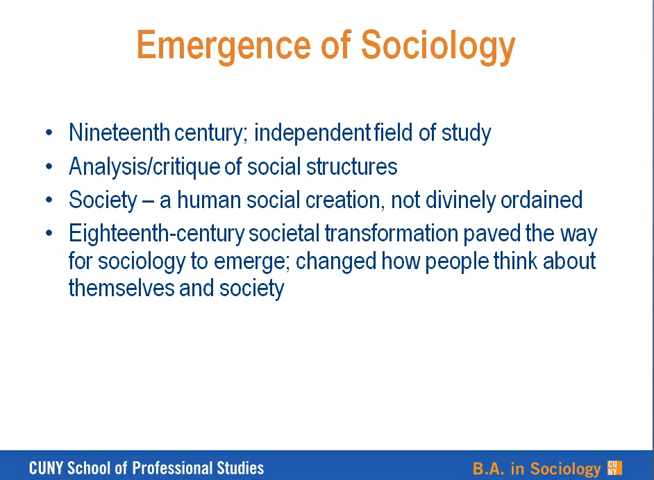 Emergence of Sociology
• Nineteenth century; independent field of study
• Analysis/critique of social structures
• Society – a human social creation, not divinely ordained
• Eighteenth-century societal transformation paved the way
for sociology to emerge; changed how people think about
themselves and society
CUNY School of Professional Studies
B.A. in Sociology
CU
NY